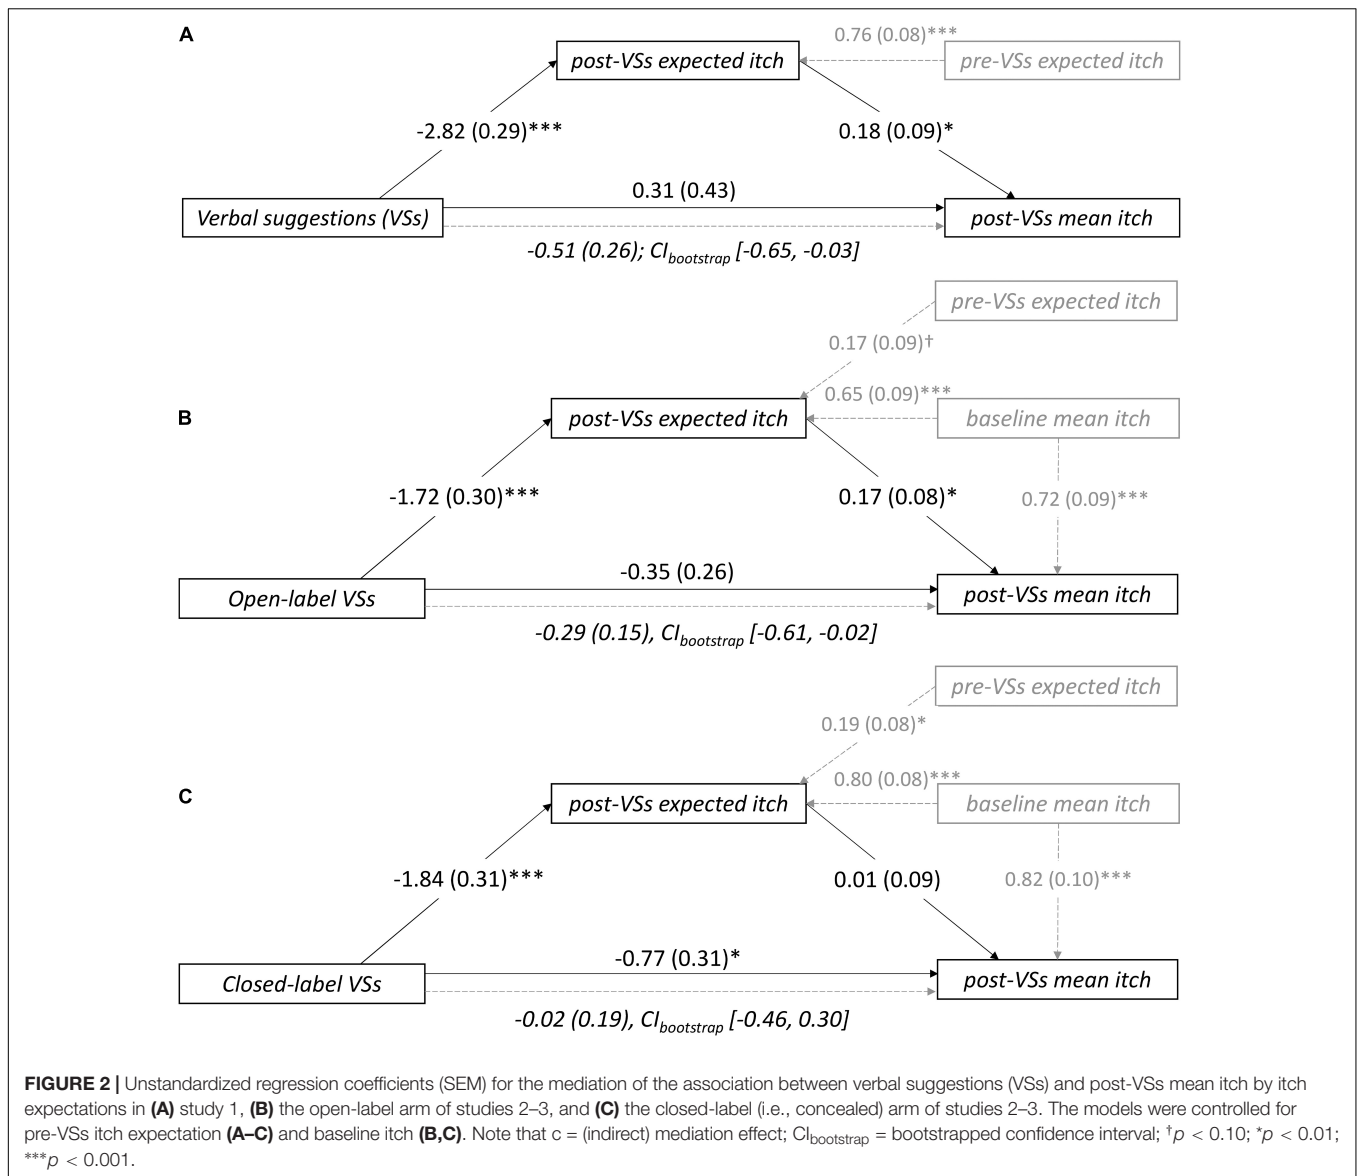 A
0.76 (0.08)***
post-VSs expected itch
pre-VSs expected itch
-2.82 (0.29)***
0.18 (0.09)*
0.31 (0.43)
Verbal suggestions (VSs)
post-VSs mean itch
-0.51 (0.26); CIbootstrap [-0.65, -0.03]
pre-VSs expected itch
0.17 (0.09)†
0.65 (0.09)***
B
post-VSs expected itch
baseline mean itch
-1.72 (0.30)***
0.17 (0.08)*
0.72 (0.09)***
-0.35 (0.26)
Open-label VSs
post-VSs mean itch
-0.29 (0.15), CIbootstrap [-0.61, -0.02]
pre-VSs expected itch
0.19 (0.08)*
0.80 (0.08)***
C
post-VSs expected itch
baseline mean itch
-1.84 (0.31)***
0.01 (0.09)
0.82 (0.10)***
-0.77 (0.31)*
Closed-label VSs
post-VSs mean itch
-0.02 (0.19), CIbootstrap [-0.46, 0.30]
FIGURE 2 | Unstandardized regression coefficients (SEM) for the mediation of the association between verbal suggestions (VSs) and post-VSs mean itch by itch
expectations in (A) study 1, (B) the open-label arm of studies 2–3, and (C) the closed-label (i.e., concealed) arm of studies 2–3. The models were controlled for
pre-VSs itch expectation (A–C) and baseline itch (B,C). Note that c = (indirect) mediation effect; CIbootstrap = bootstrapped confidence interval; †p < 0.10; *p < 0.01;
***p < 0.001.